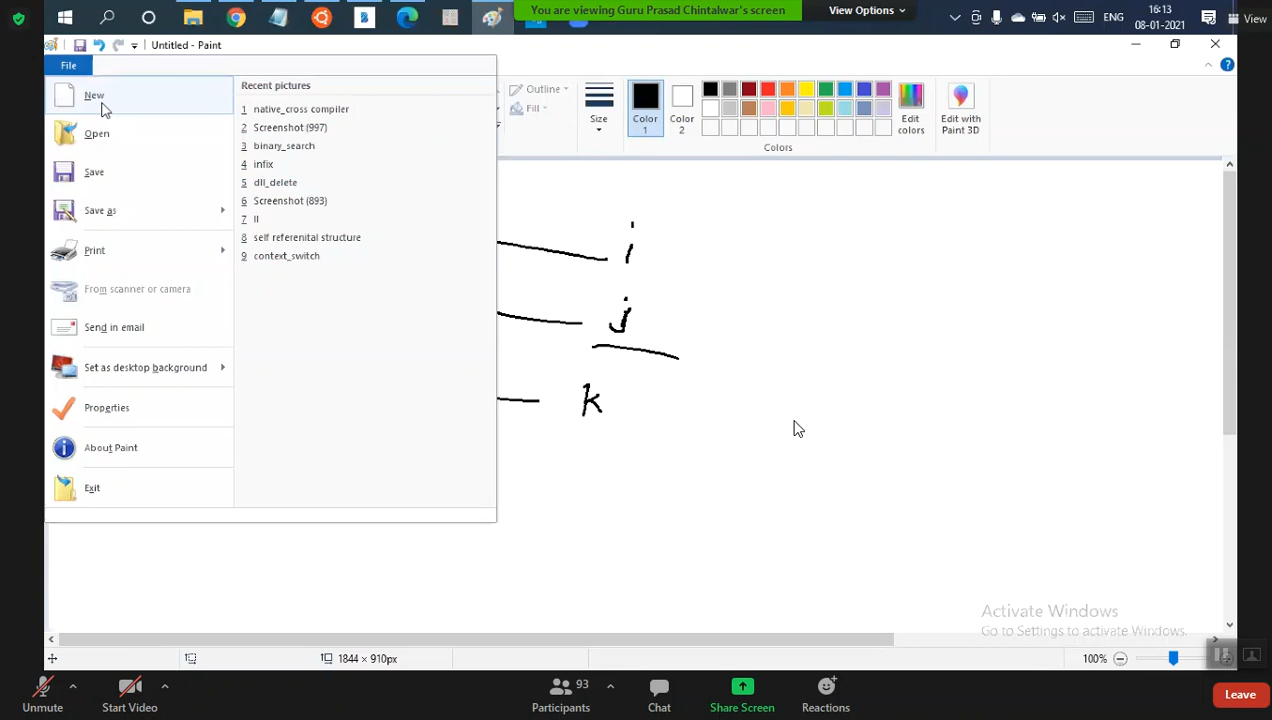 You are viewing Guru Prasad Chintalwar's screen
View Options
ENG
16:13
08-01-2021
View
Untitled - Paint
File
New
Open
Save
Save as
Print
From scanner or camera
Send in email
Set as desktop background
Properties
About Paint
Exit
Recent pictures
1 native_cross compiler
2 Screenshot (997)
3 binary_search
4 infix
5 dll_delete
6 Screenshot (893)
7 ll
8 self referenital structure
9 context_switch
Outline
Fill
Size
Color 1
Color 2
Edit colors
Edit with Paint 3D
Colors
i
j
k
Activate Windows
Go to Settings to activate Windows.
1844 × 910px
100%
Unmute
Start Video
93
Participants
Chat
Share Screen
Reactions
Leave